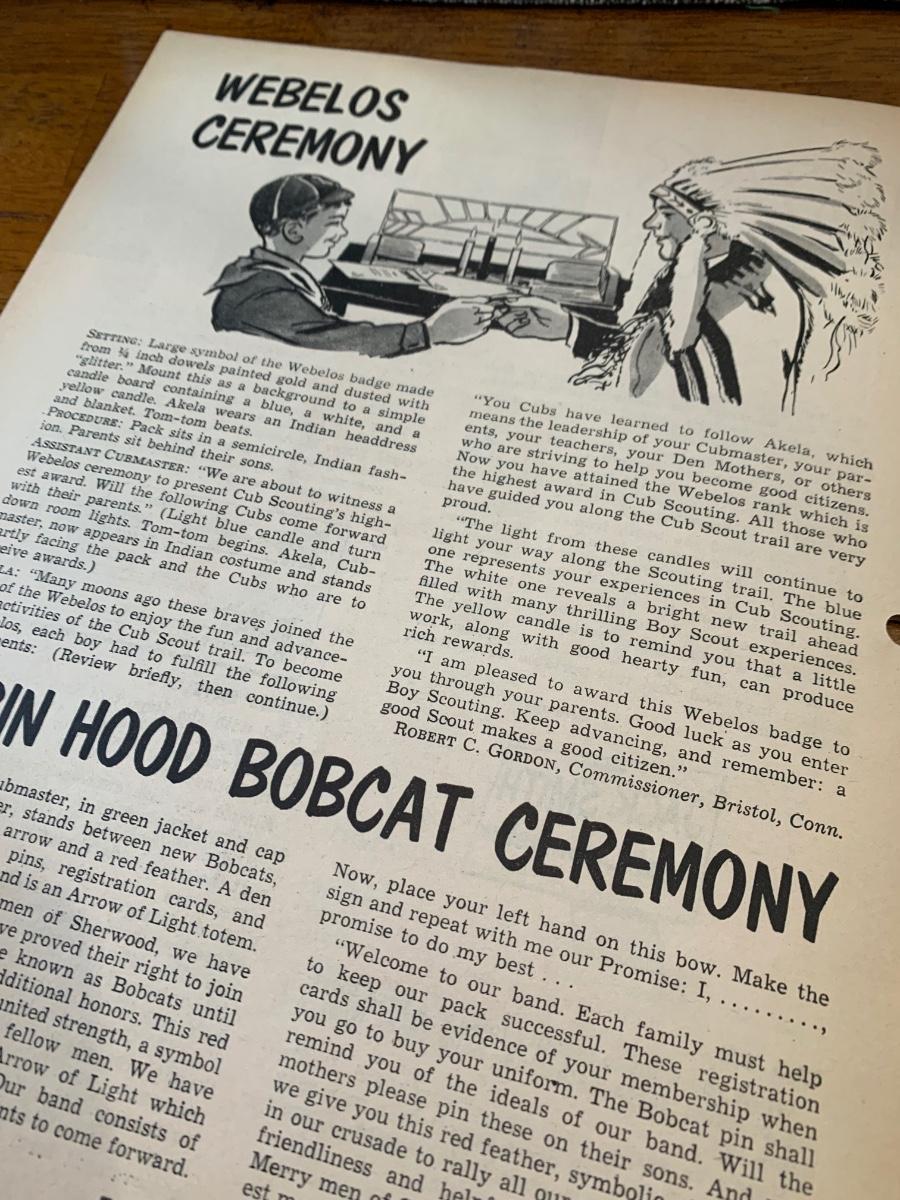 WEBELOS
CEREMONY
SETTING: Large symbol of the Webelos badge made
from ¾ inch dowels painted gold and dusted with
"glitter." Mount this as a background to a simple
candle board containing a blue, a white, and a
yellow candle. Akela wears an Indian headdress
and blanket. Tom-tom beats.
PROCEDURE: Pack sits in a semicircle, Indian fash-
ion. Parents sit behind their sons.
ASSISTANT CUBMASTER: "We are about to witness a
Webelos ceremony to present Cub Scouting's high-
est award. Will the following Cubs come forward
with their parents." (Light blue candle and turn
down room lights. Tom-tom begins. Akela, Cub-
master, now appears in Indian costume and stands
facing the pack and the Cubs who are to
awards.)
"Many moons ago these braves joined the
of the Webelos to enjoy the fun and advance-
activities of the Cub Scout trail. To become
each boy had to fulfill the following
(Review briefly, then continue.)
"You Cubs have learned to follow Akela, which
means the leadership of your Cubmaster, your par-
ents, your teachers, your Den Mothers, or others
who are striving to help you become good citizens.
Now you have attained the Webelos rank which is
the highest award in Cub Scouting. All those who
have guided you along the Cub Scout trail are very
proud.
"The light from these candles will continue to
light your way along the Scouting trail. The blue
one represents your experiences in Cub Scouting.
The white one reveals a bright new trail ahead
filled with many thrilling Boy Scout experiences.
The yellow candle is to remind you that a little
work, along with good hearty fun, can produce
rich rewards.
"I am pleased to award this Webelos badge to
you through your parents. Good luck as you enter
Boy Scouting. Keep advancing, and remember: a
good Scout makes a good citizen."
ROBERT C. GORDON, Commissioner, Bristol, Conn.
IN HOOD BOBCAT CEREMONY
ubmaster, in green jacket and cap
er, stands between new Bobcats,
arrow and a red feather. A den
pins, registration cards, and
nd is an Arrow of Light totem.
men of Sherwood, we have
ve proved their right to join
known as Bobcats until
dditional honors. This red
united strength, a symbol
fellow men. We have
Arrow of Light which
Our band consists of
nts to come forward.
Now, place your left hand on this bow. Make the
sign and repeat with me our Promise: I, ........,
promise to do my best . . .
"Welcome to our band. Each family must help
to keep our pack successful. These registration
cards shall be evidence of your membership when
you go to buy your uniform. The Bobcat pin shall
remind you of the ideals of our band. Will the
mothers please pin these on their sons. And
we give you this red feather, symbolic
in our crusade to rally all our
friendliness and
Merry men of
est